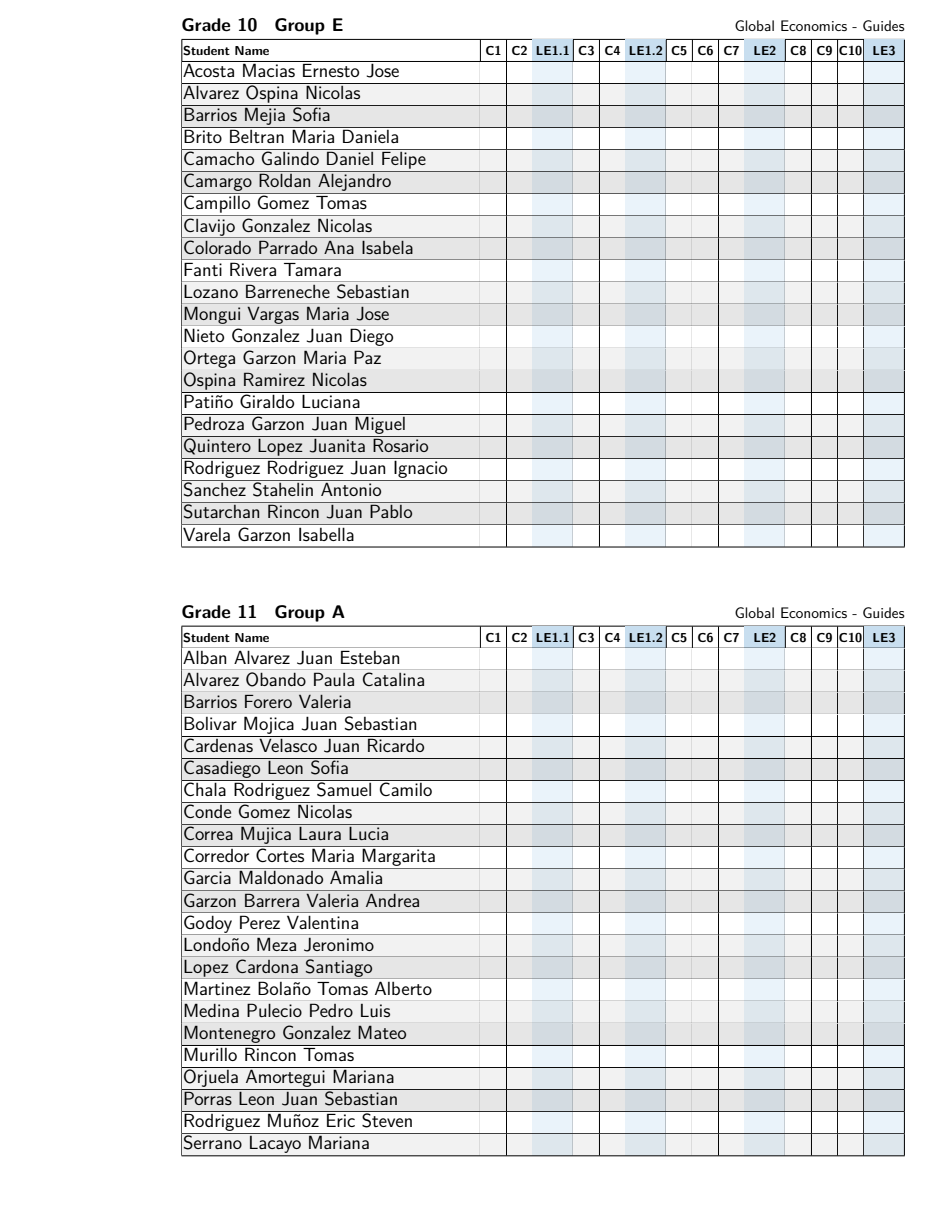 Grade 10 Group E Global Economics - Guides
Student Name C1 C2 LE1.1 C3 C4 LE1.2 C5 C6 C7 LE2 C8 C9 C10 LE3
Acosta Macias Ernesto Jose
Alvarez Ospina Nicolas
Barrios Mejia Sofia
Brito Beltran Maria Daniela
Camacho Galindo Daniel Felipe
Camargo Roldan Alejandro
Campillo Gomez Tomas
Clavijo Gonzalez Nicolas
Colorado Parrado Ana Isabela
Fanti Rivera Tamara
Lozano Barreneche Sebastian
Mongui Vargas Maria Jose
Nieto Gonzalez Juan Diego
Ortega Garzon Maria Paz
Ospina Ramirez Nicolas
Patiño Giraldo Luciana
Pedroza Garzon Juan Miguel
Quintero Lopez Juanita Rosario
Rodriguez Rodriguez Juan Ignacio
Sanchez Stahelin Antonio
Sutarchan Rincon Juan Pablo
Varela Garzon Isabella
Grade 11 Group A Global Economics - Guides
Student Name C1 C2 LE1.1 C3 C4 LE1.2 C5 C6 C7 LE2 C8 C9 C10 LE3
Alban Alvarez Juan Esteban
Alvarez Obando Paula Catalina
Barrios Forero Valeria
Bolivar Mojica Juan Sebastian
Cardenas Velasco Juan Ricardo
Casadiego Leon Sofia
Chala Rodriguez Samuel Camilo
Conde Gomez Nicolas
Correa Mujica Laura Lucia
Corredor Cortes Maria Margarita
Garcia Maldonado Amalia
Garzon Barrera Valeria Andrea
Godoy Perez Valentina
Londoño Meza Jeronimo
Lopez Cardona Santiago
Martinez Bolaño Tomas Alberto
Medina Pulecio Pedro Luis
Montenegro Gonzalez Mateo
Murillo Rincon Tomas
Orjuela Amortegui Mariana
Porras Leon Juan Sebastian
Rodriguez Muñoz Eric Steven
Serrano Lacayo Mariana